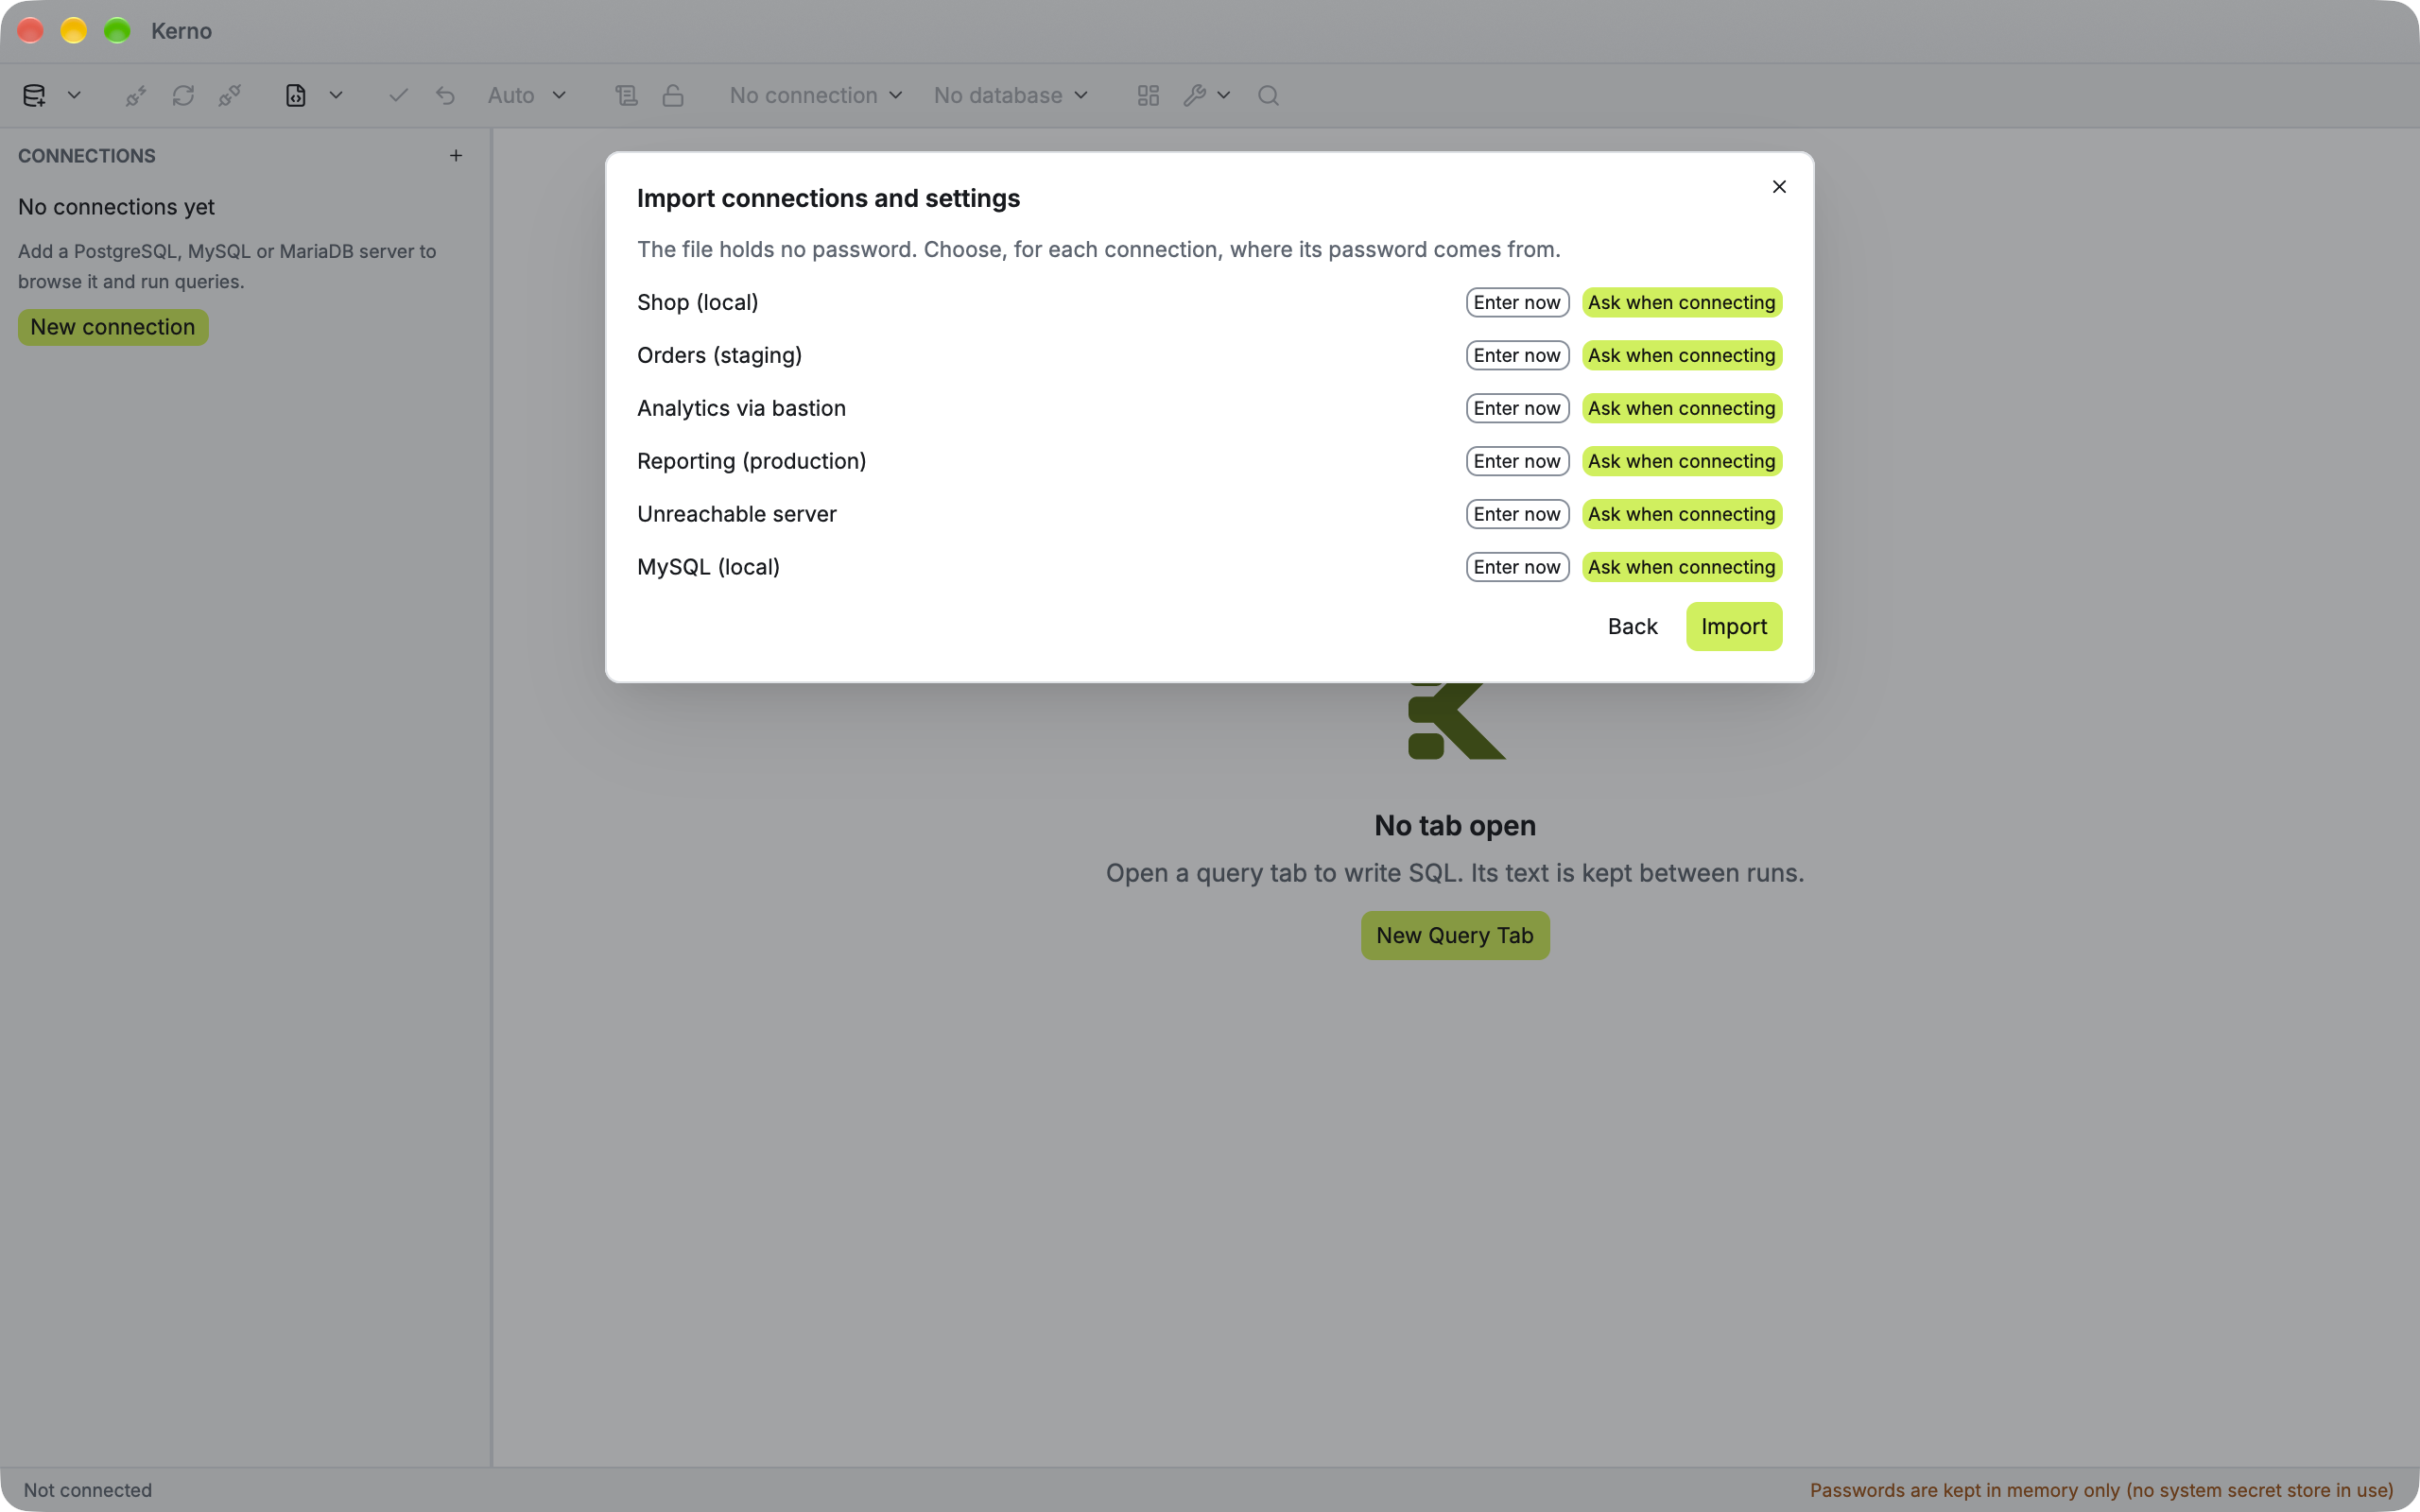 Kerno
Auto
No connection
No database
CONNECTIONS
No connections yet
Add a PostgreSQL, MySQL or MariaDB server to
browse it and run queries.
New connection
Import connections and settings
The file holds no password. Choose, for each connection, where its password comes from.
Shop (local) Enter now Ask when connecting
Orders (staging) Enter now Ask when connecting
Analytics via bastion Enter now Ask when connecting
Reporting (production) Enter now Ask when connecting
Unreachable server Enter now Ask when connecting
MySQL (local) Enter now Ask when connecting
Back Import
No tab open
Open a query tab to write SQL. Its text is kept between runs.
New Query Tab
Not connected
Passwords are kept in memory only (no system secret store in use)